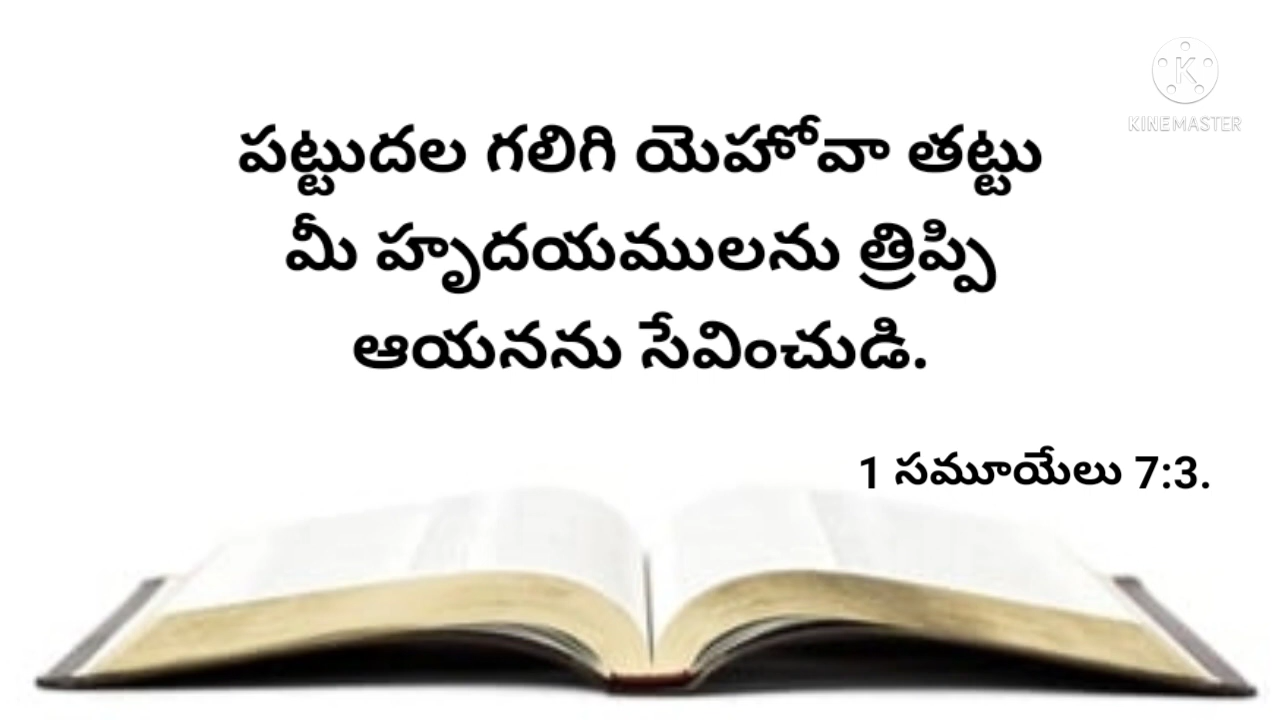 KINEMASTER
పట్టుదల గలిగి యెహోవా తట్టు
మీ హృదయములను త్రిప్పి
ఆయనను సేవించుడి.
1 సమూయేలు 7:3.